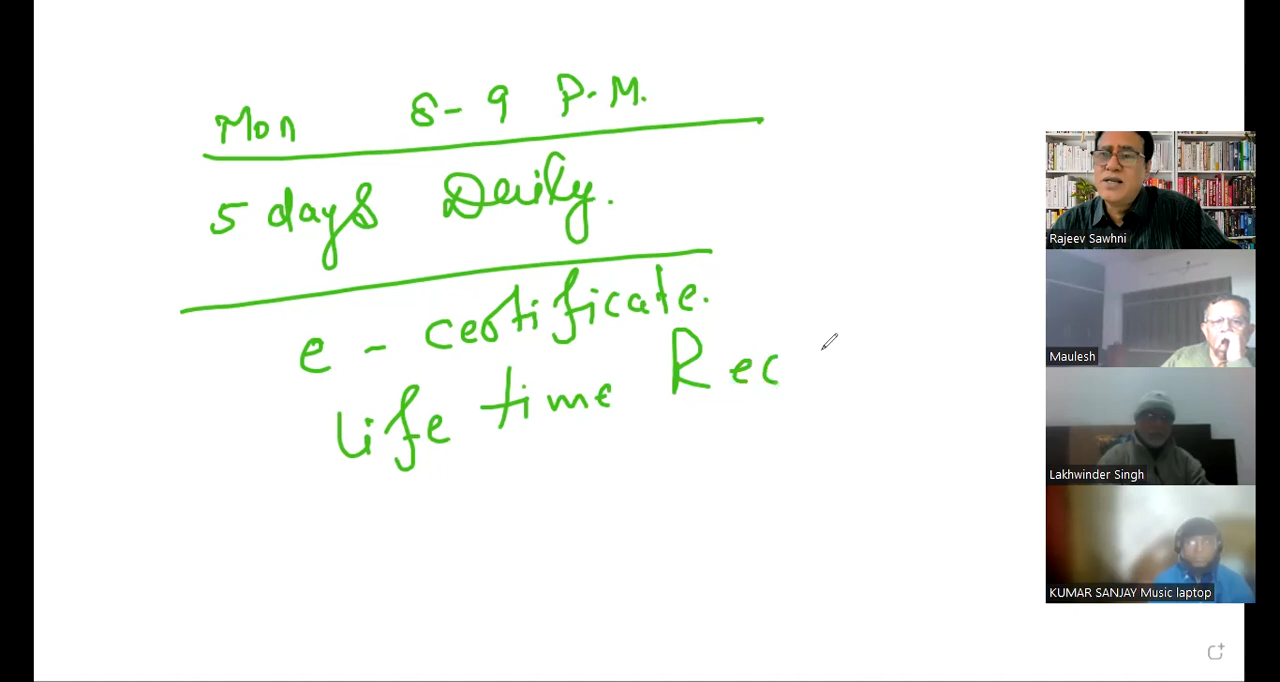 Mon 8-9 P.M.
5 days Daily.
e - certificate.
Life time Rec
Rajeev Sawhni
Maulesh
Lakhwinder Singh
KUMAR SANJAY Music laptop